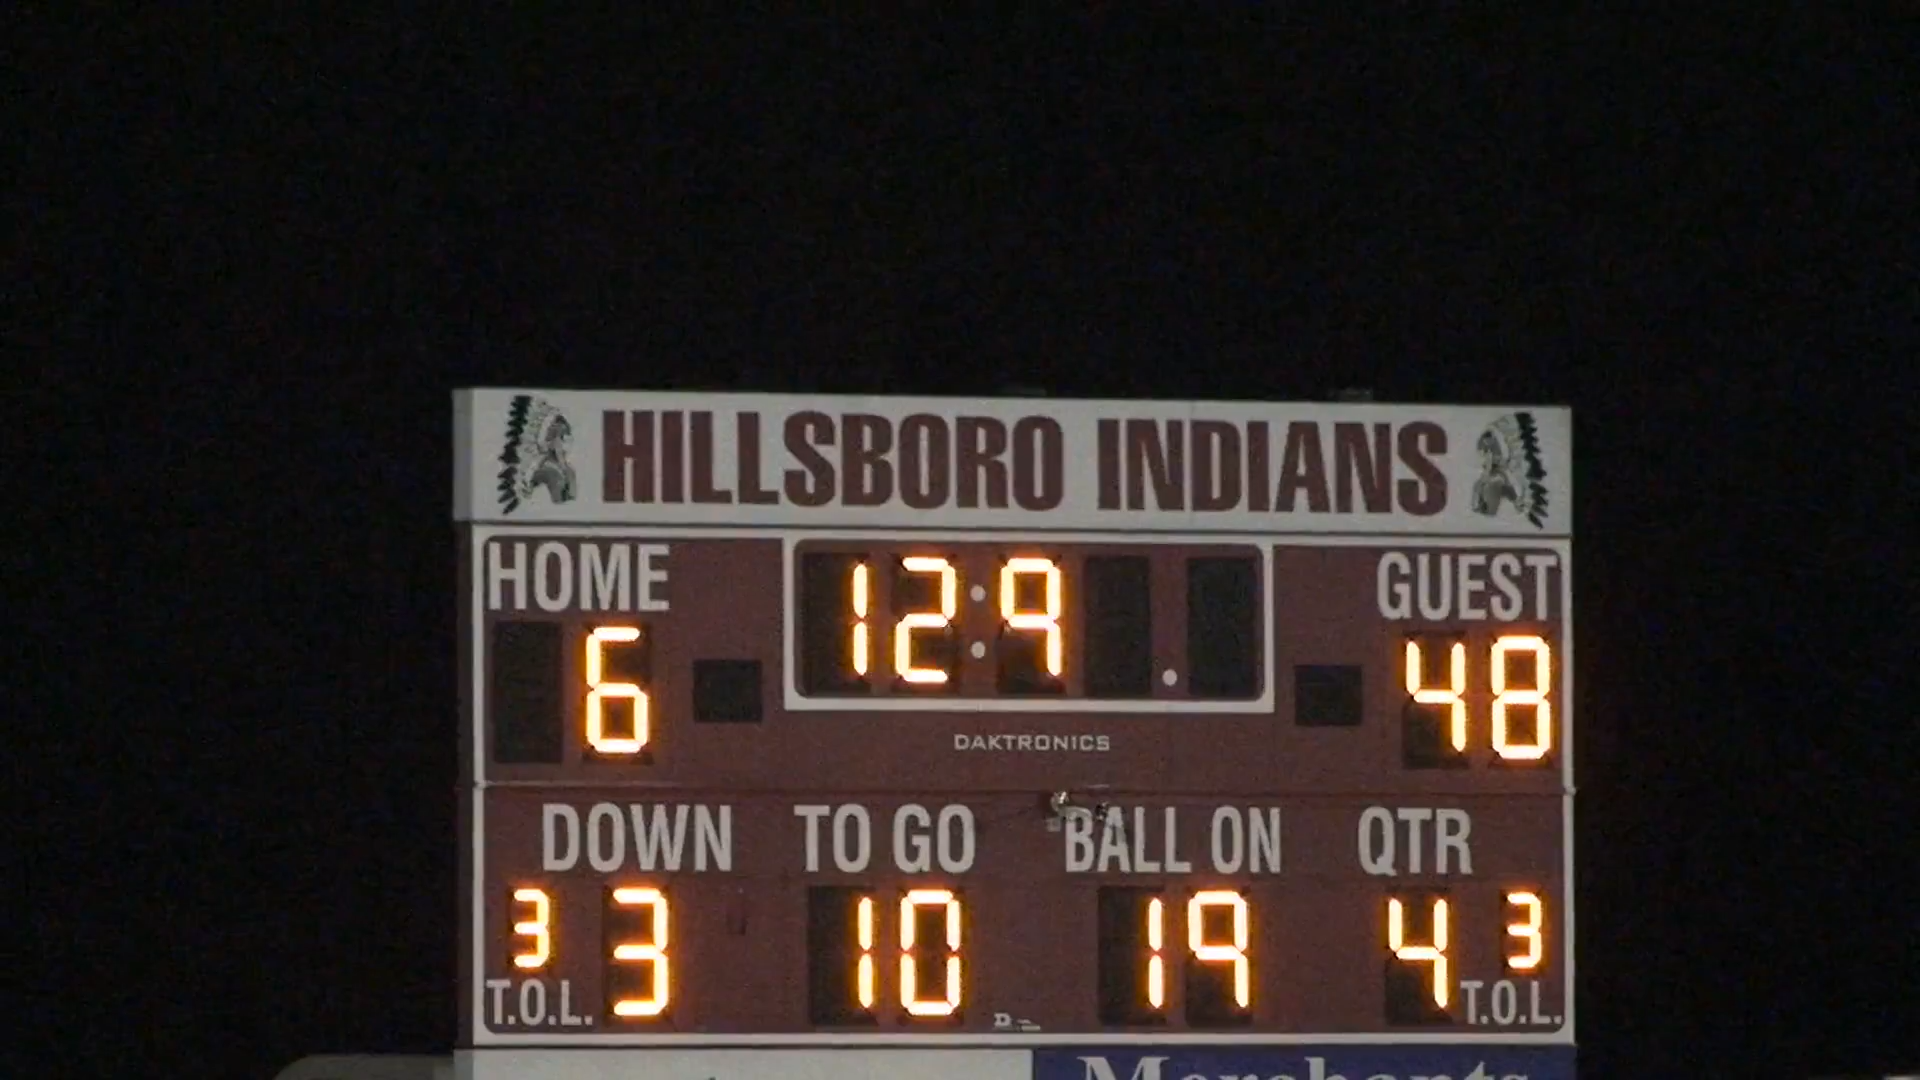 HILLSBORO INDIANS
HOME 12:9 GUEST
6 48
DAKTRONICS
DOWN TO GO BALL ON QTR
3 3 10 19 4 3
T.O.L. T.O.L.
Merchants